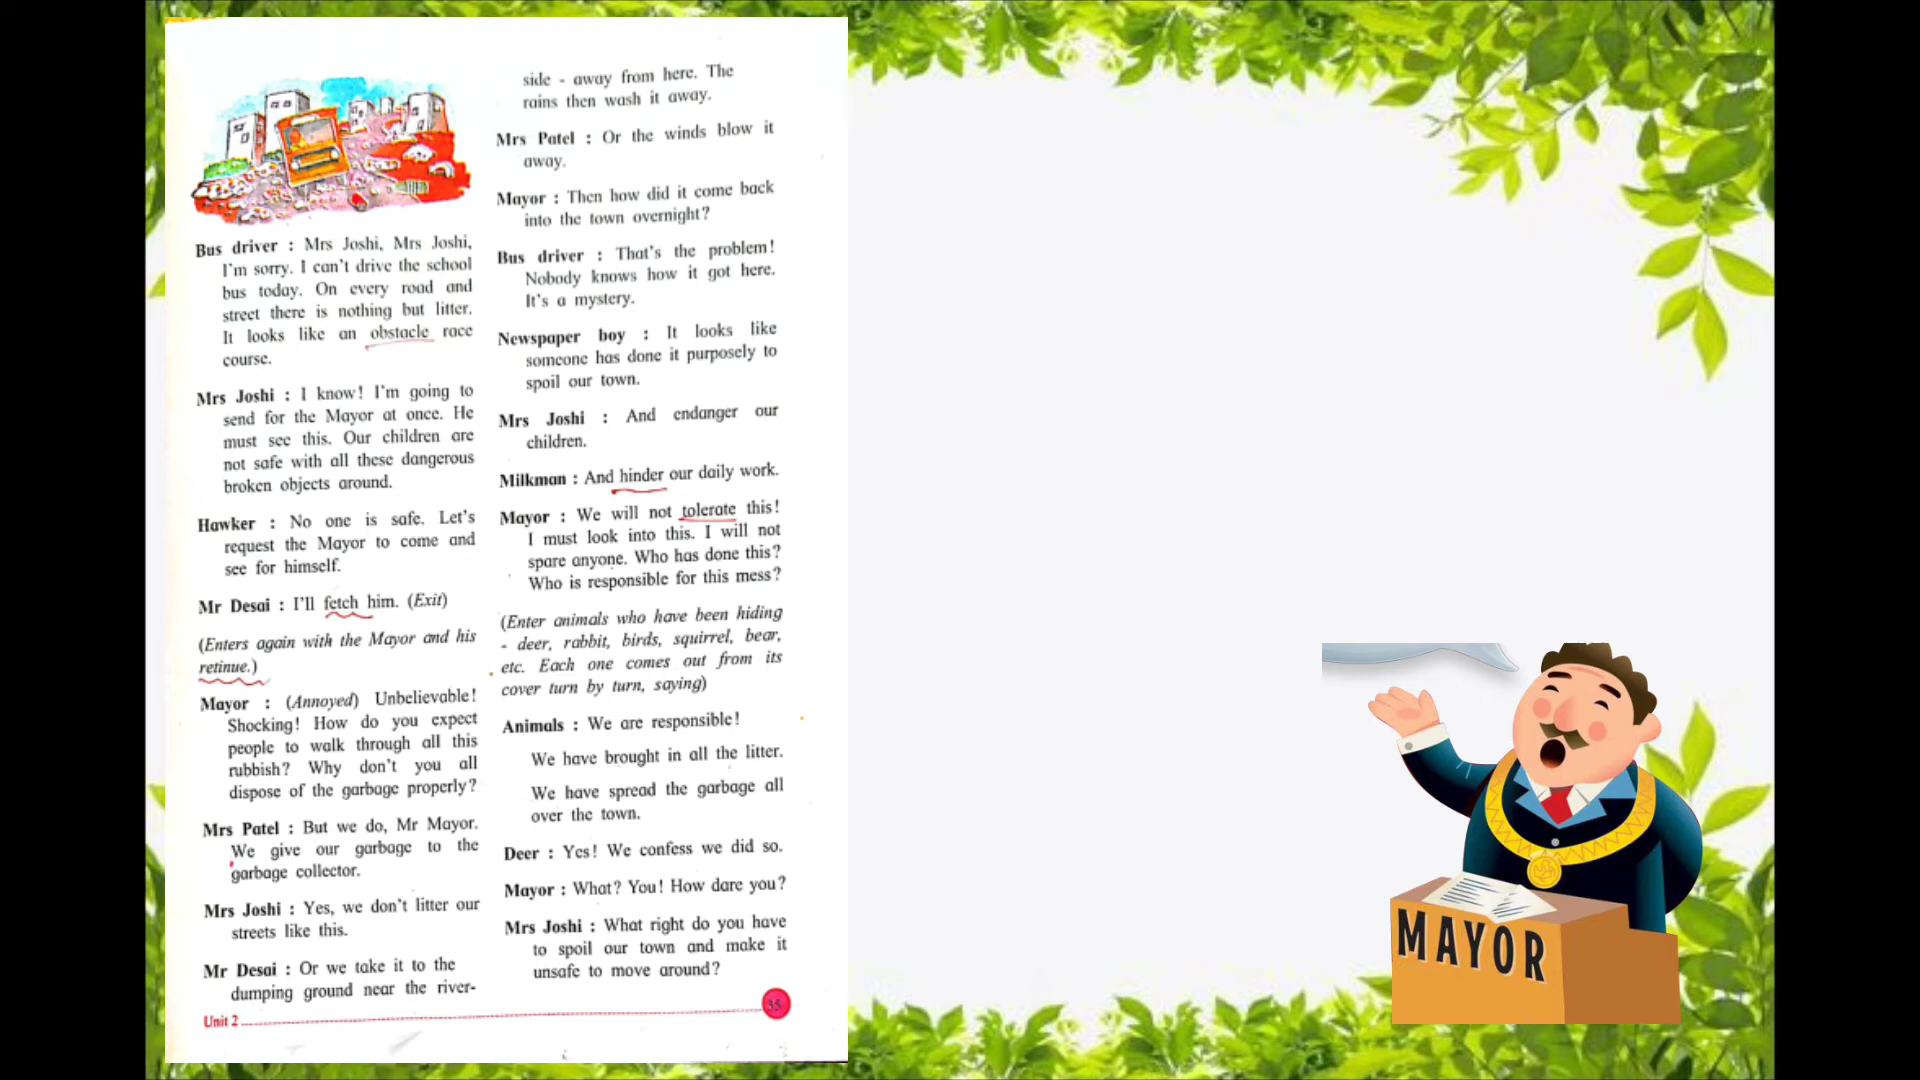 Bus driver : Mrs Joshi, Mrs Joshi,
I'm sorry. I can't drive the school
bus today. On every road and
street there is nothing but litter.
It looks like an obstacle race
course.
Mrs Joshi : I know! I'm going to
send for the Mayor at once. He
must see this. Our children are
not safe with all these dangerous
broken objects around.
Hawker : No one is safe. Let's
request the Mayor to come and
see for himself.
Mr Desai : I'll fetch him. (Exit)
(Enters again with the Mayor and his
retinue.)
Mayor : (Annoyed) Unbelievable!
Shocking! How do you expect
people to walk through all this
rubbish? Why don't you all
dispose of the garbage properly?
Mrs Patel : But we do, Mr Mayor.
We give our garbage to the
garbage collector.
Mrs Joshi : Yes, we don't litter our
streets like this.
Mr Desai : Or we take it to the
dumping ground near the river-
Unit 2
side - away from here. The
rains then wash it away.
Mrs Patel : Or the winds blow it
away.
Mayor : Then how did it come back
into the town overnight?
Bus driver : That's the problem!
Nobody knows how it got here.
It's a mystery.
Newspaper boy : It looks like
someone has done it purposely to
spoil our town.
Mrs Joshi : And endanger our
children.
Milkman : And hinder our daily work.
Mayor : We will not tolerate this!
I must look into this. I will not
spare anyone. Who has done this?
Who is responsible for this mess?
(Enter animals who have been hiding
- deer, rabbit, birds, squirrel, bear,
etc. Each one comes out from its
cover turn by turn, saying)
Animals : We are responsible!
We have brought in all the litter.
We have spread the garbage all
over the town.
Deer : Yes! We confess we did so.
Mayor : What? You! How dare you?
Mrs Joshi : What right do you have
to spoil our town and make it
unsafe to move around?
35
MAYOR